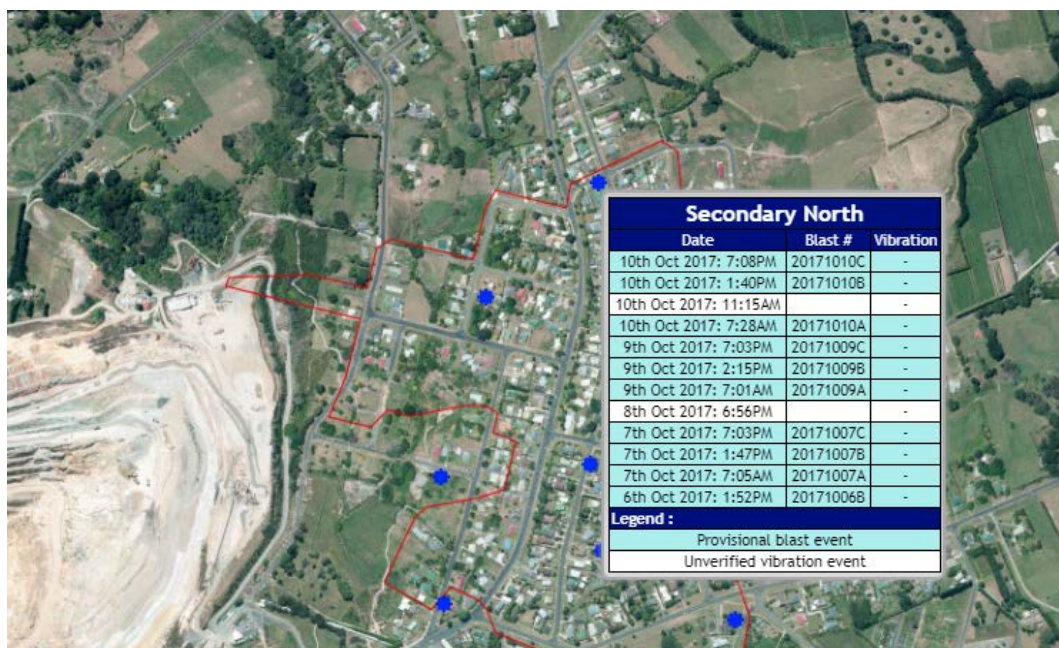 Secondary North
Date Blast # Vibration
10th Oct 2017: 7:08PM 20171010C -
10th Oct 2017: 1:40PM 20171010B -
10th Oct 2017: 11:15AM -
10th Oct 2017: 7:28AM 20171010A -
9th Oct 2017: 7:03PM 20171009C -
9th Oct 2017: 2:15PM 20171009B -
9th Oct 2017: 7:01AM 20171009A -
8th Oct 2017: 6:56PM -
7th Oct 2017: 7:03PM 20171007C -
7th Oct 2017: 1:47PM 20171007B -
7th Oct 2017: 7:05AM 20171007A -
6th Oct 2017: 1:52PM 20171006B -
Legend :
Provisional blast event
Unverified vibration event